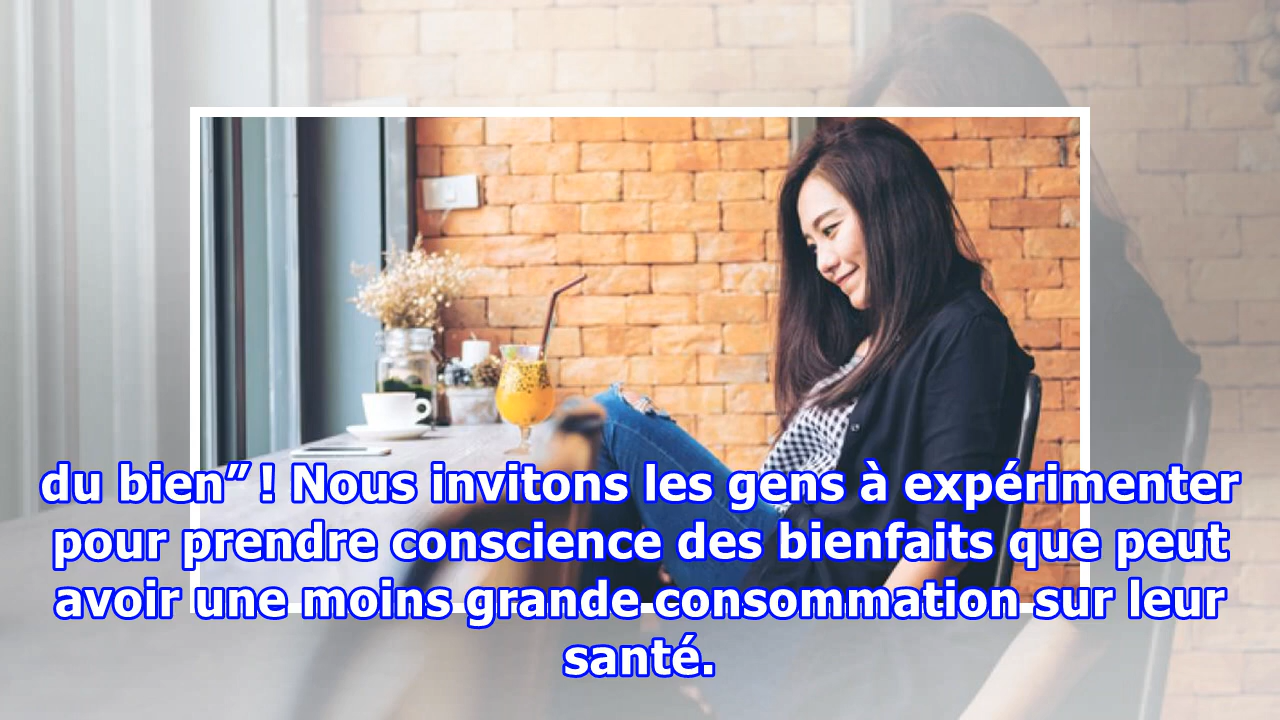 du bien” ! Nous invitons les gens à expérimenter
pour prendre conscience des bienfaits que peut
avoir une moins grande consommation sur leur
santé.